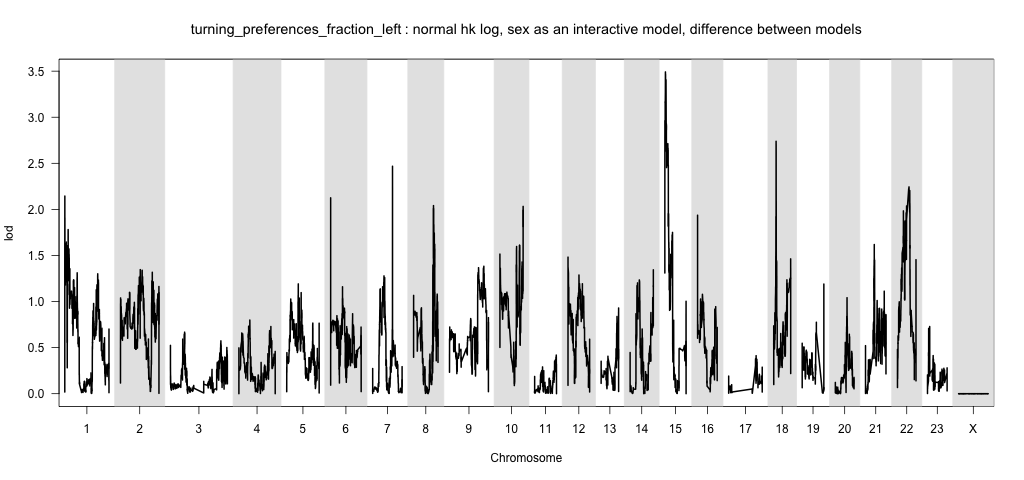 turning_preferences_fraction_left : normal hk log, sex as an interactive model, difference between models
lod
3.5
3.0
2.5
2.0
1.5
1.0
0.5
0.0
1 2 3 4 5 6 7 8 9 10 11 12 13 14 15 16 17 18 19 20 21 22 23 X
Chromosome